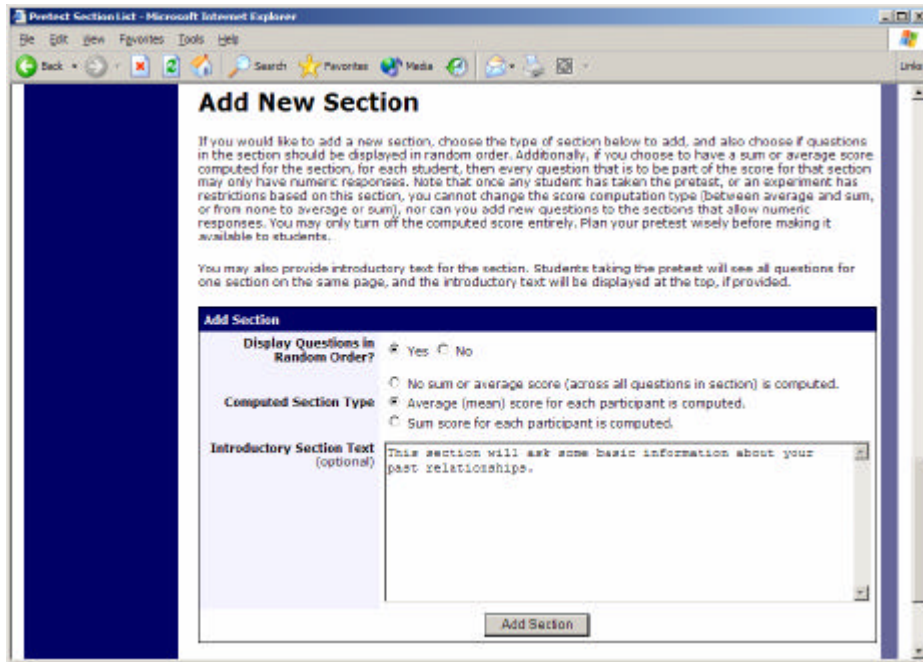 Pretest Section List - Microsoft Internet Explorer
File Edit View Favorites Tools Help
Back Search Favorites Media Links
Add New Section
If you would like to add a new section, choose the type of section below to add, and also choose if questions
in the section should be displayed in random order. Additionally, if you choose to have a sum or average score
computed for the section, for each student, then every question that is to be part of the score for that section
may only have numeric responses. Note that once any student has taken the pretest, or an experiment has
restrictions based on this section, you cannot change the score computation type (between average and sum,
or from none to average or sum), nor can you add new questions to the sections that allow numeric
responses. You may only turn off the computed score entirely. Plan your pretest wisely before making it
available to students.
You may also provide introductory text for the section. Students taking the pretest will see all questions for
one section on the same page, and the introductory text will be displayed at the top, if provided.
Add Section
Display Questions in
Random Order?
Yes No
No sum or average score (across all questions in section) is computed.
Computed Section Type Average (mean) score for each participant is computed.
Sum score for each participant is computed.
Introductory Section Text
(optional)
This section will ask some basic information about your
past relationships.
Add Section